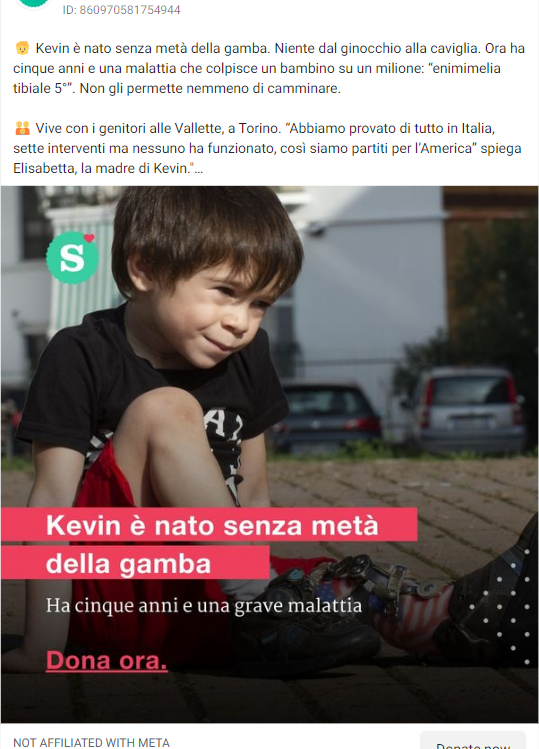 ID: 860970581754944
Kevin è nato senza metà della gamba. Niente dal ginocchio alla caviglia. Ora ha
cinque anni e una malattia che colpisce un bambino su un milione: “enimimelia
tibiale 5°”. Non gli permette nemmeno di camminare.
Vive con i genitori alle Vallette, a Torino. “Abbiamo provato di tutto in Italia,
sette interventi ma nessuno ha funzionato, così siamo partiti per l’America” spiega
Elisabetta, la madre di Kevin."...
S
Kevin è nato senza metà
della gamba
Ha cinque anni e una grave malattia
Dona ora.
NOT AFFILIATED WITH META
Donate now